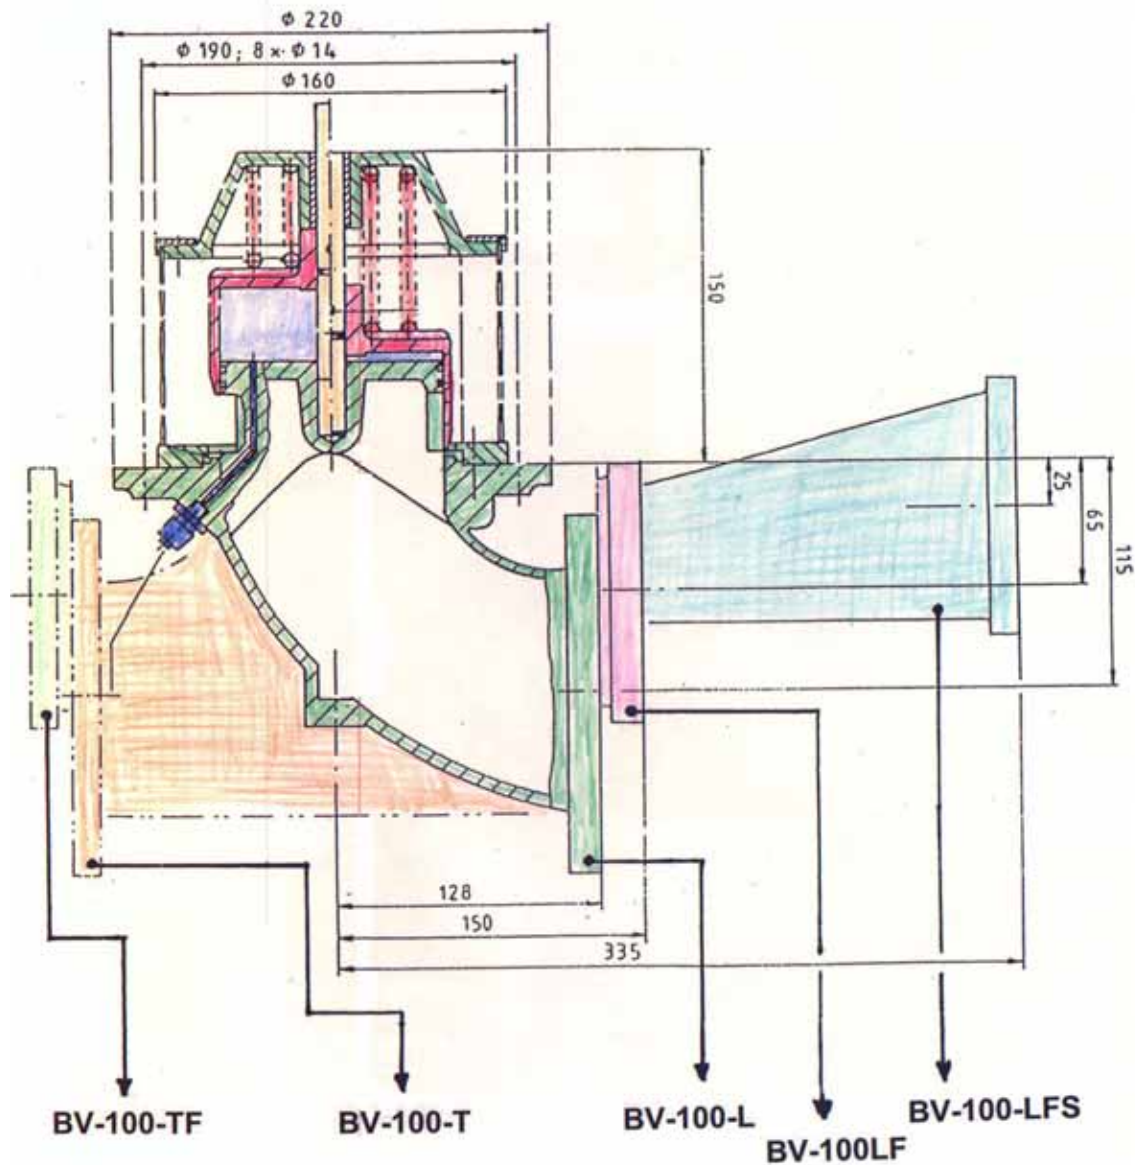 ⌀ 220
⌀ 190; 8 x ⌀ 14
⌀ 160
150
25
65
115
128
150
335
BV-100-TF
BV-100-T
BV-100-L
BV-100LF
BV-100-LFS